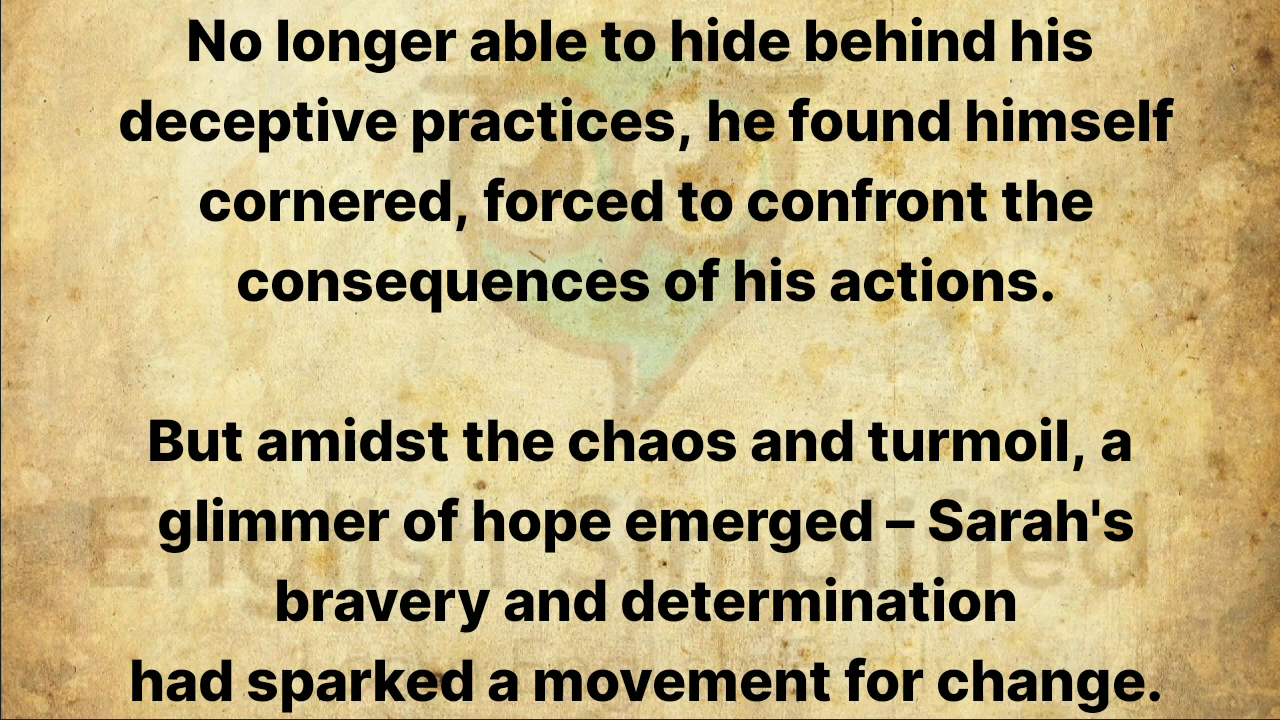 No longer able to hide behind his
deceptive practices, he found himself
cornered, forced to confront the
consequences of his actions.
But amidst the chaos and turmoil, a
glimmer of hope emerged – Sarah's
bravery and determination
had sparked a movement for change.
English Simplified